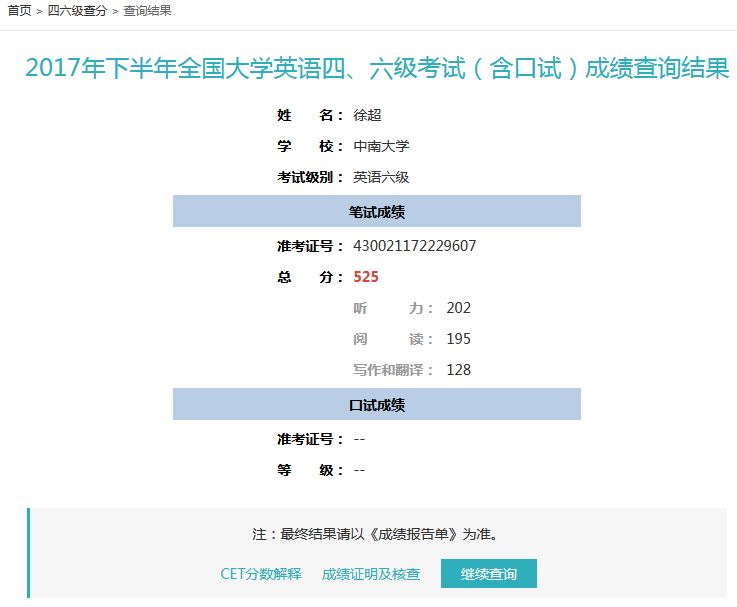 首页 > 四六级查分 > 查询结果
2017年下半年全国大学英语四、六级考试（含口试）成绩查询结果
姓 名： 徐超
学 校： 中南大学
考试级别： 英语六级
笔试成绩
准考证号： 430021172229607
总 分： 525
听 力： 202
阅 读： 195
写作和翻译： 128
口试成绩
准考证号： --
等 级： --
注：最终结果请以《成绩报告单》为准。
CET分数解释 成绩证明及核查 继续查询